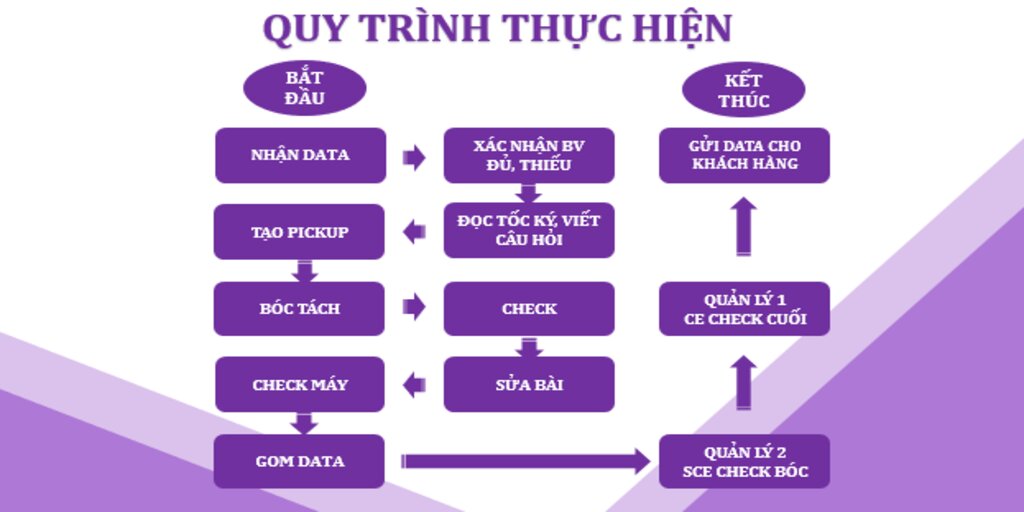 QUY TRÌNH THỰC HIỆN
BẮT
ĐẦU
KẾT
THÚC
NHẬN DATA
XÁC NHẬN BV
ĐỦ, THIẾU
GỬI DATA CHO
KHÁCH HÀNG
TẠO PICKUP
ĐỌC TỐC KÝ, VIẾT
CÂU HỎI
BÓC TÁCH
CHECK
QUẢN LÝ 1
CE CHECK CUỐI
CHECK MÁY
SỬA BÀI
GOM DATA
QUẢN LÝ 2
SCE CHECK BÓC